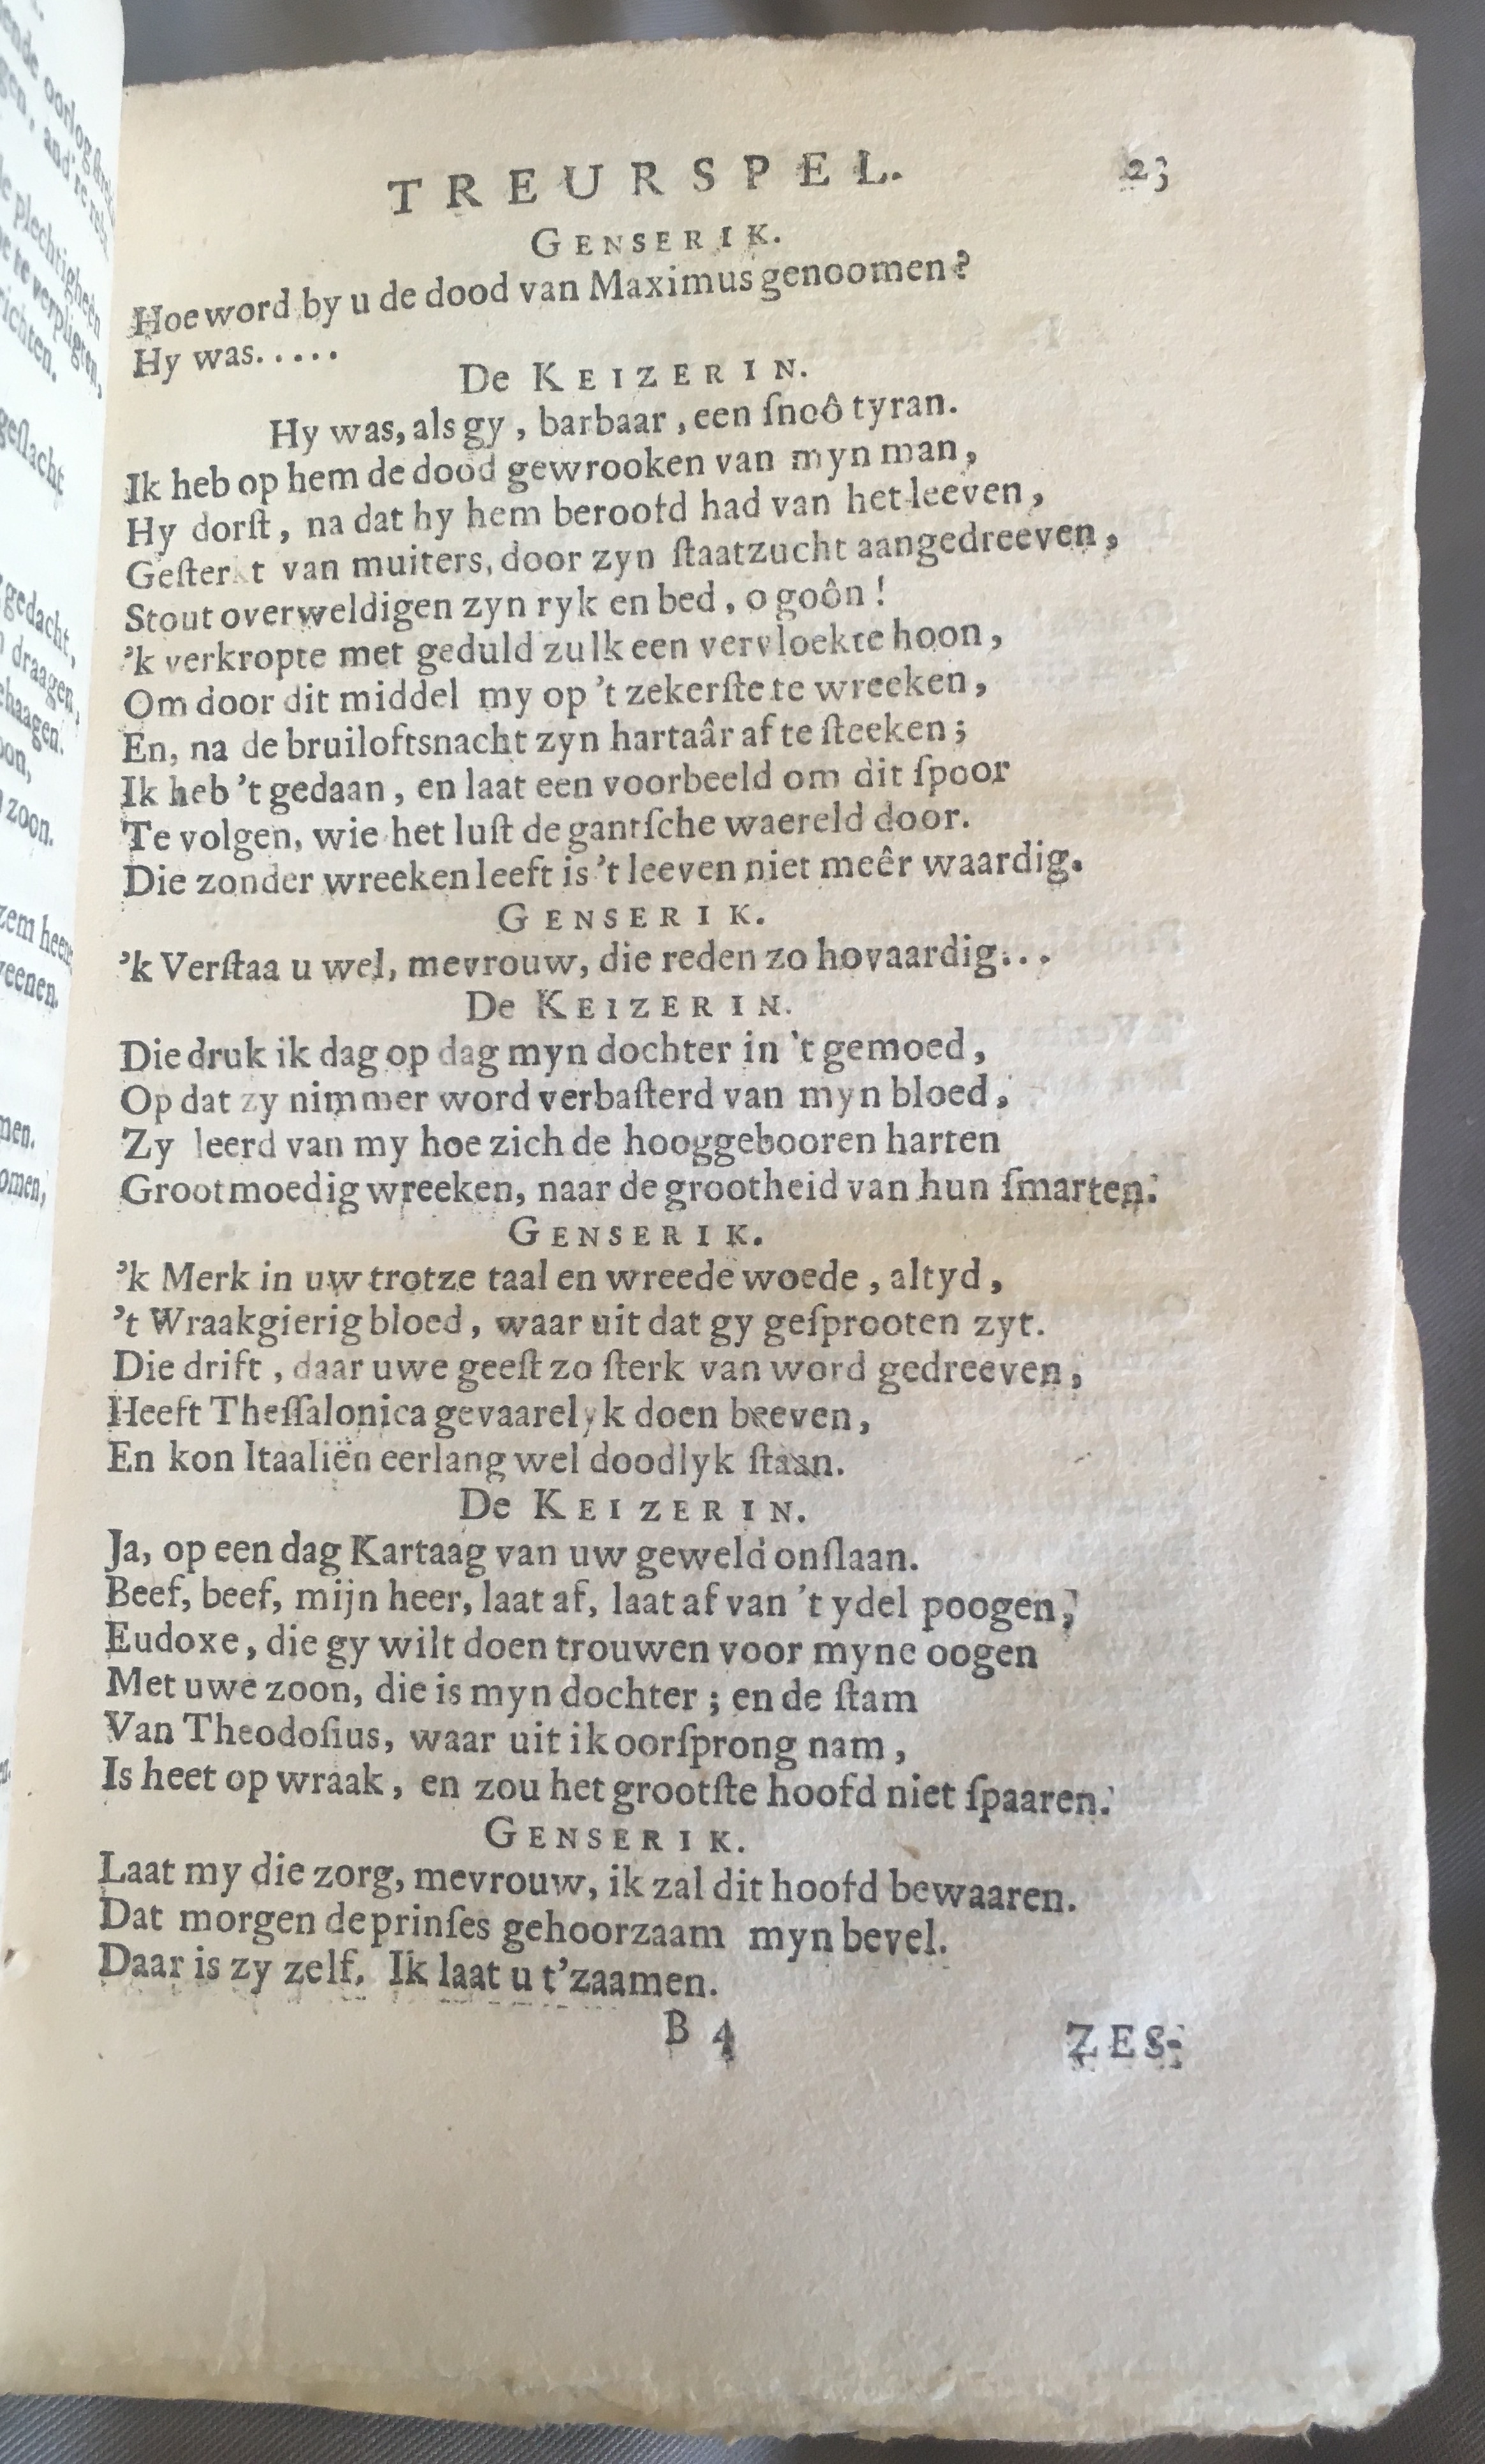 TREURSPEL. 23
GENSERIK.
Hoe word by u de dood van Maximus genoomen?
Hy was.....
De KEIZERIN.
Hy was, als gy, barbaar, een ſnoô tyran.
Ik heb op hem de dood gewrooken van myn man,
Hy dorſt, na dat hy hem beroofd had van het leeven,
Geſterkt van muiters, door zyn ſtaatzucht aangedreeven,
Stout overweldigen zyn ryk en bed, o goôn!
’k verkropte met geduld zulk een vervloekte hoon,
Om door dit middel my op ’t zekerſte te wreeken,
En, na de bruiloftsnacht zyn hartaâr af te ſteeken;
Ik heb ’t gedaan, en laat een voorbeeld om dit ſpoor
Te volgen, wie het luſt de gantſche waereld door.
Die zonder wreeken leeft is ’t leeven niet meêr waardig.
GENSERIK.
’k Verſtaa u wel, mevrouw, die reden zo hovaardig...
De KEIZERIN.
Die druk ik dag op dag myn dochter in ’t gemoed,
Op dat zy nimmer word verbaſterd van myn bloed,
Zy leerd van my hoe zich de hooggebooren harten
Grootmoedig wreeken, naar de grootheid van hun ſmarten.
GENSERIK.
’k Merk in uw trotze taal en wreede woede, altyd,
’t Wraakgierig bloed, waar uit dat gy geſprooten zyt.
Die drift, daar uwe geeſt zo ſterk van word gedreeven,
Heeft Theſſalonica gevaarelyk doen beeven,
En kon Itaaliën eerlang wel doodlyk ſtaan.
De KEIZERIN.
Ja, op een dag Kartaag van uw geweld onſlaan.
Beef, beef, mijn heer, laat af, laat af van ’t ydel poogen,
Eudoxe, die gy wilt doen trouwen voor myne oogen
Met uwe zoon, die is myn dochter; en de ſtam
Van Theodoſius, waar uit ik oorſprong nam,
Is heet op wraak, en zou het grootſte hoofd niet ſpaaren.
GENSERIK.
Laat my die zorg, mevrouw, ik zal dit hoofd bewaaren.
Dat morgen de prinſes gehoorzaam myn bevel.
Daar is zy zelf. Ik laat u t’zaamen.
B 4 ZES-